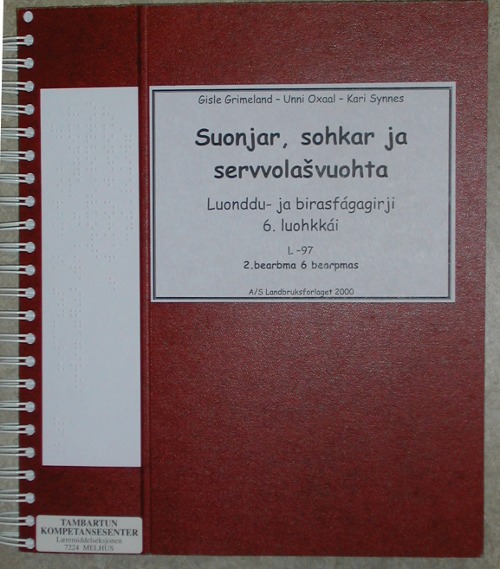 Gisle Grimeland - Unni Oxaal - Kari Synnes
Suonjar, sohkar ja
servvolašvuohta
Luonddu- ja birasfágagirji
6. luohkkái
L -97
2.bearbma 6 bearpmas
A/S Landbruksforlaget 2000
TAMBARTUN
KOMPETANSESENTER
Læremiddelseksjonen
7224 MELHUS